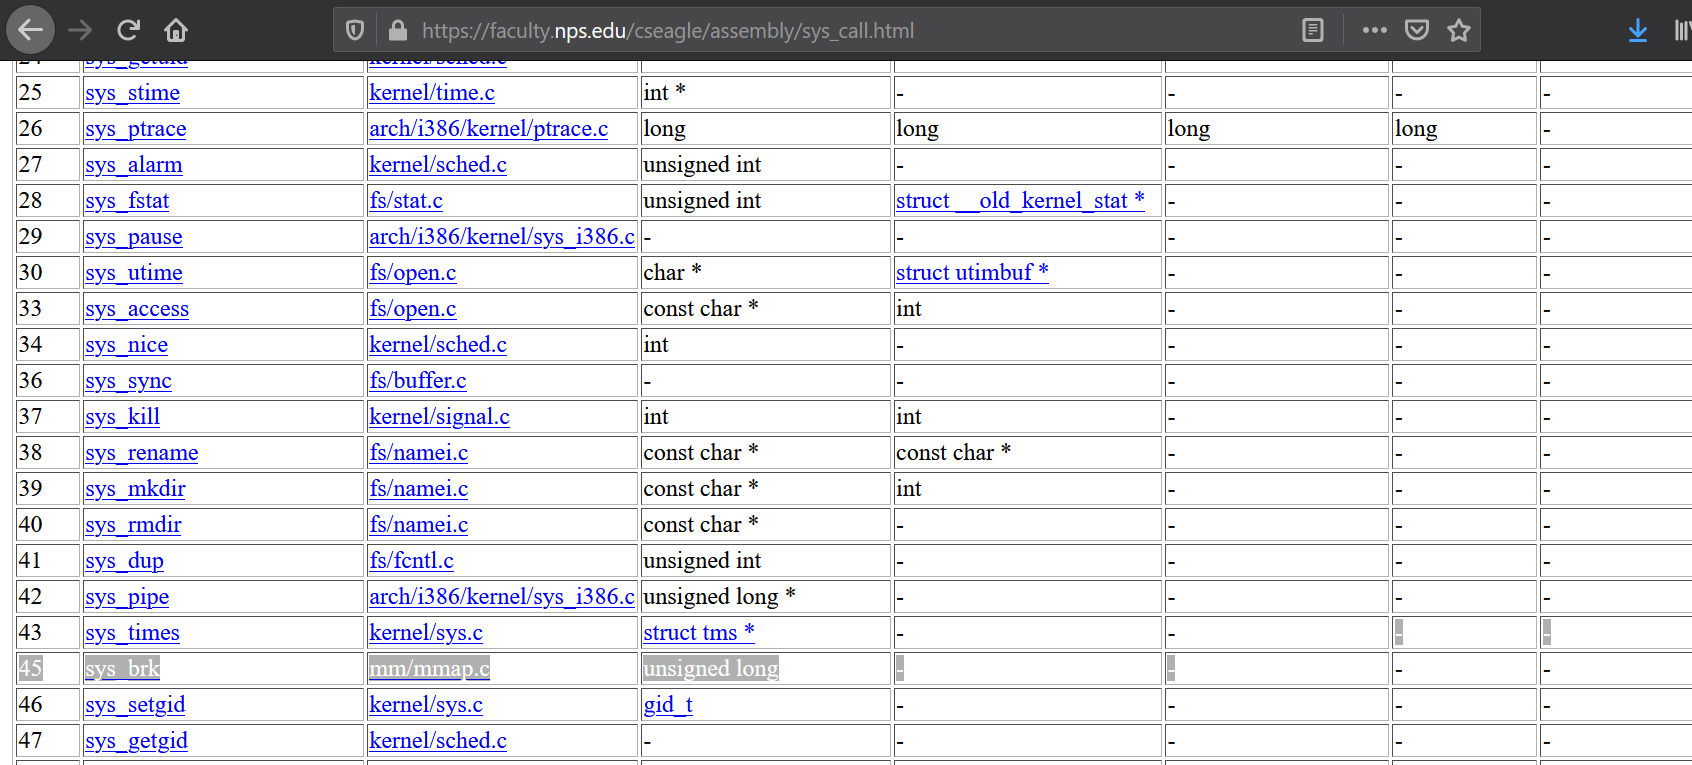 https://faculty.nps.edu/cseagle/assembly/sys_call.html
24 sys_getuid kernel/sched.c
25 sys_stime kernel/time.c int * - - - -
26 sys_ptrace arch/i386/kernel/ptrace.c long long long long -
27 sys_alarm kernel/sched.c unsigned int - - - -
28 sys_fstat fs/stat.c unsigned int struct __old_kernel_stat * - - -
29 sys_pause arch/i386/kernel/sys_i386.c - - - - -
30 sys_utime fs/open.c char * struct utimbuf * - - -
33 sys_access fs/open.c const char * int - - -
34 sys_nice kernel/sched.c int - - - -
36 sys_sync fs/buffer.c - - - - -
37 sys_kill kernel/signal.c int int - - -
38 sys_rename fs/namei.c const char * const char * - - -
39 sys_mkdir fs/namei.c const char * int - - -
40 sys_rmdir fs/namei.c const char * - - - -
41 sys_dup fs/fcntl.c unsigned int - - - -
42 sys_pipe arch/i386/kernel/sys_i386.c unsigned long * - - - -
43 sys_times kernel/sys.c struct tms * - - - -
45 sys_brk mm/mmap.c unsigned long - - - -
46 sys_setgid kernel/sys.c gid_t - - - -
47 sys_getgid kernel/sched.c - - - - -